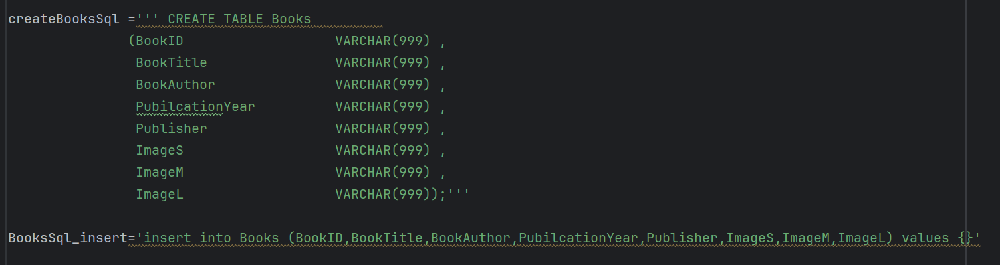 createBooksSql =''' CREATE TABLE Books
(BookID VARCHAR(999) ,
BookTitle VARCHAR(999) ,
BookAuthor VARCHAR(999) ,
PubilcationYear VARCHAR(999) ,
Publisher VARCHAR(999) ,
ImageS VARCHAR(999) ,
ImageM VARCHAR(999) ,
ImageL VARCHAR(999));'''
BooksSql_insert='insert into Books (BookID,BookTitle,BookAuthor,PubilcationYear,Publisher,ImageS,ImageM,ImageL) values {}'